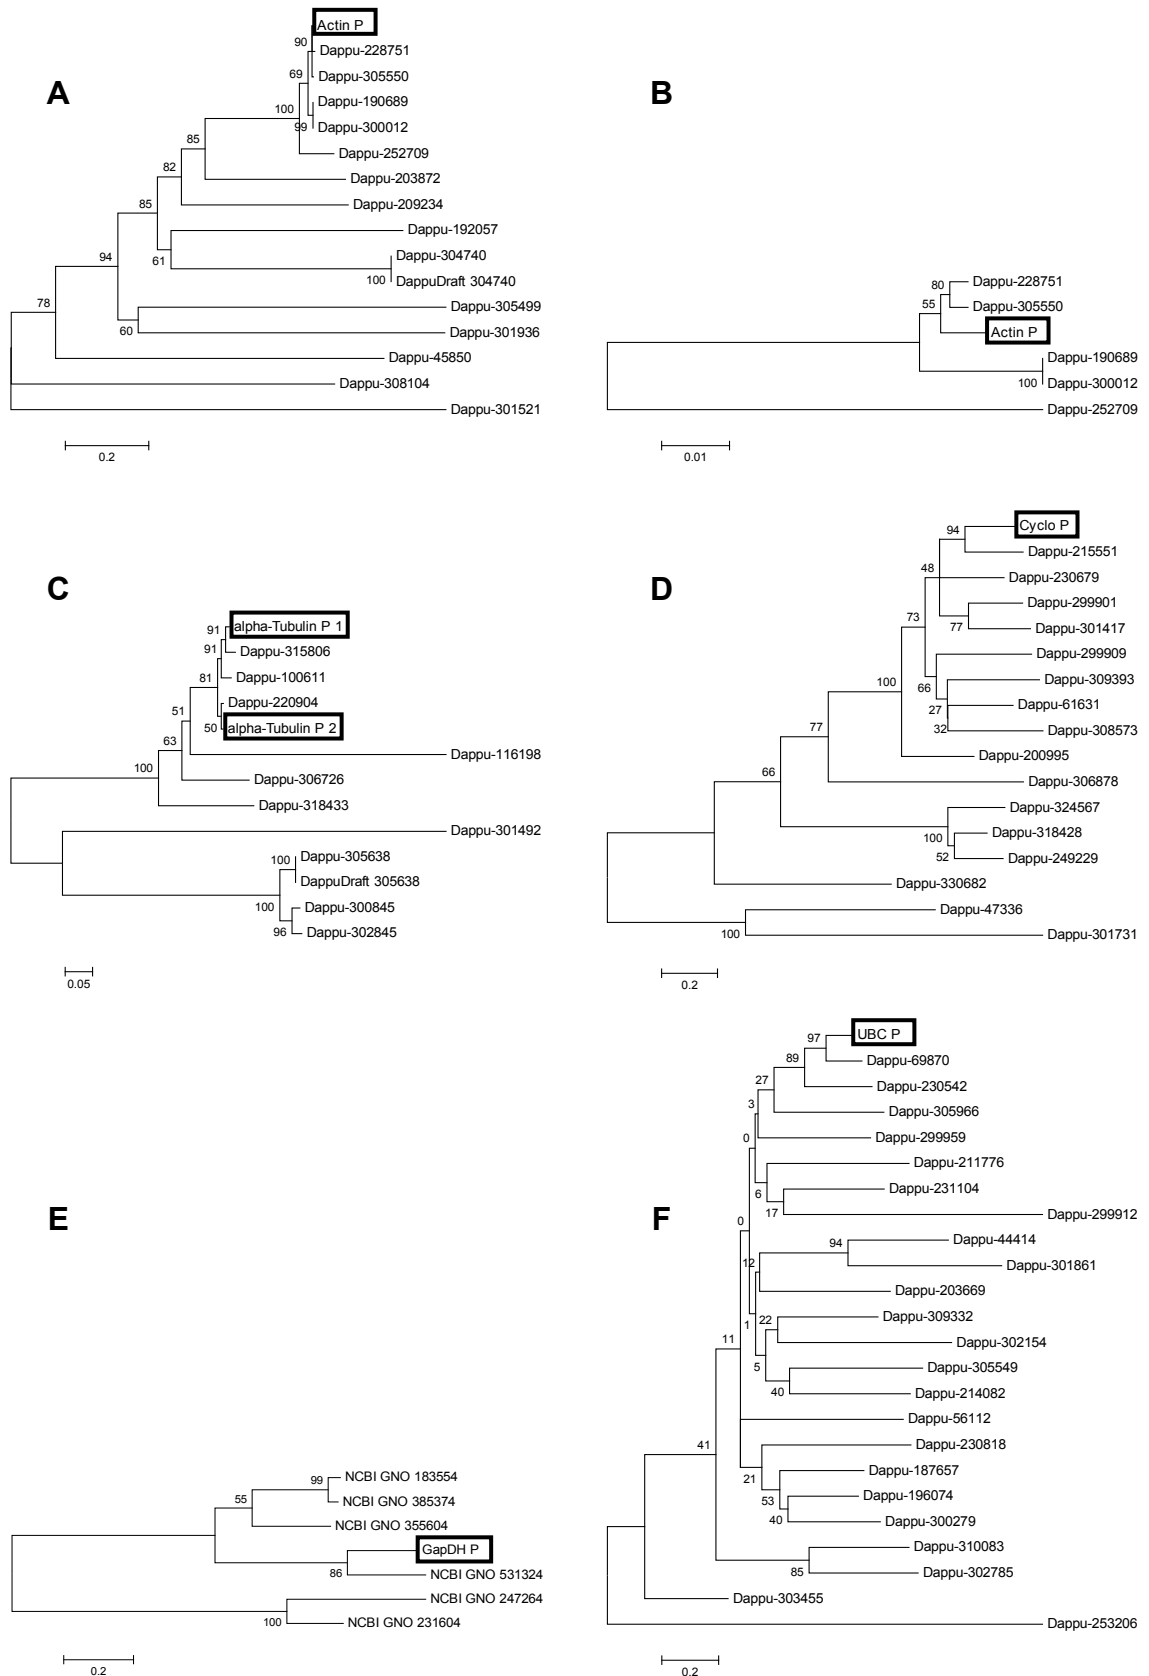 A
Actin P
90
Dappu-228751
69
Dappu-305550
Dappu-190689
100
99
Dappu-300012
85
Dappu-252709
82
Dappu-203872
85
Dappu-209234
Dappu-192057
94
61
Dappu-304740
100
DappuDraft 304740
78
Dappu-305499
60
Dappu-301936
Dappu-45850
Dappu-308104
Dappu-301521
0.2
B
80
Dappu-228751
55
Dappu-305550
Actin P
Dappu-190689
100
Dappu-300012
Dappu-252709
0.01
C
91
alpha-Tubulin P 1
91
Dappu-315806
81
Dappu-100611
Dappu-220904
51
50
alpha-Tubulin P 2
63
Dappu-116198
100
Dappu-306726
Dappu-318433
Dappu-301492
100
Dappu-305638
DappuDraft 305638
100
Dappu-300845
96
Dappu-302845
0.05
D
94
Cyclo P
Dappu-215551
48
Dappu-230679
73
Dappu-299901
77
Dappu-301417
Dappu-299909
100
66
Dappu-309393
27
Dappu-61631
32
Dappu-308573
77
Dappu-200995
66
Dappu-306878
Dappu-324567
100
Dappu-318428
52
Dappu-249229
Dappu-330682
Dappu-47336
100
Dappu-301731
0.2
E
99
NCBI GNO 183554
55
NCBI GNO 385374
NCBI GNO 355604
GapDH P
86
NCBI GNO 531324
NCBI GNO 247264
100
NCBI GNO 231604
0.2
F
97
UBC P
89
Dappu-69870
27
Dappu-230542
3
Dappu-305966
0
Dappu-299959
Dappu-211776
6
Dappu-231104
17
Dappu-299912
0
94
Dappu-44414
12
Dappu-301861
Dappu-203669
1
22
Dappu-309332
11
Dappu-302154
5
Dappu-305549
40
Dappu-214082
Dappu-56112
41
Dappu-230818
21
Dappu-187657
53
Dappu-196074
40
Dappu-300279
Dappu-310083
85
Dappu-302785
Dappu-303455
Dappu-253206
0.2